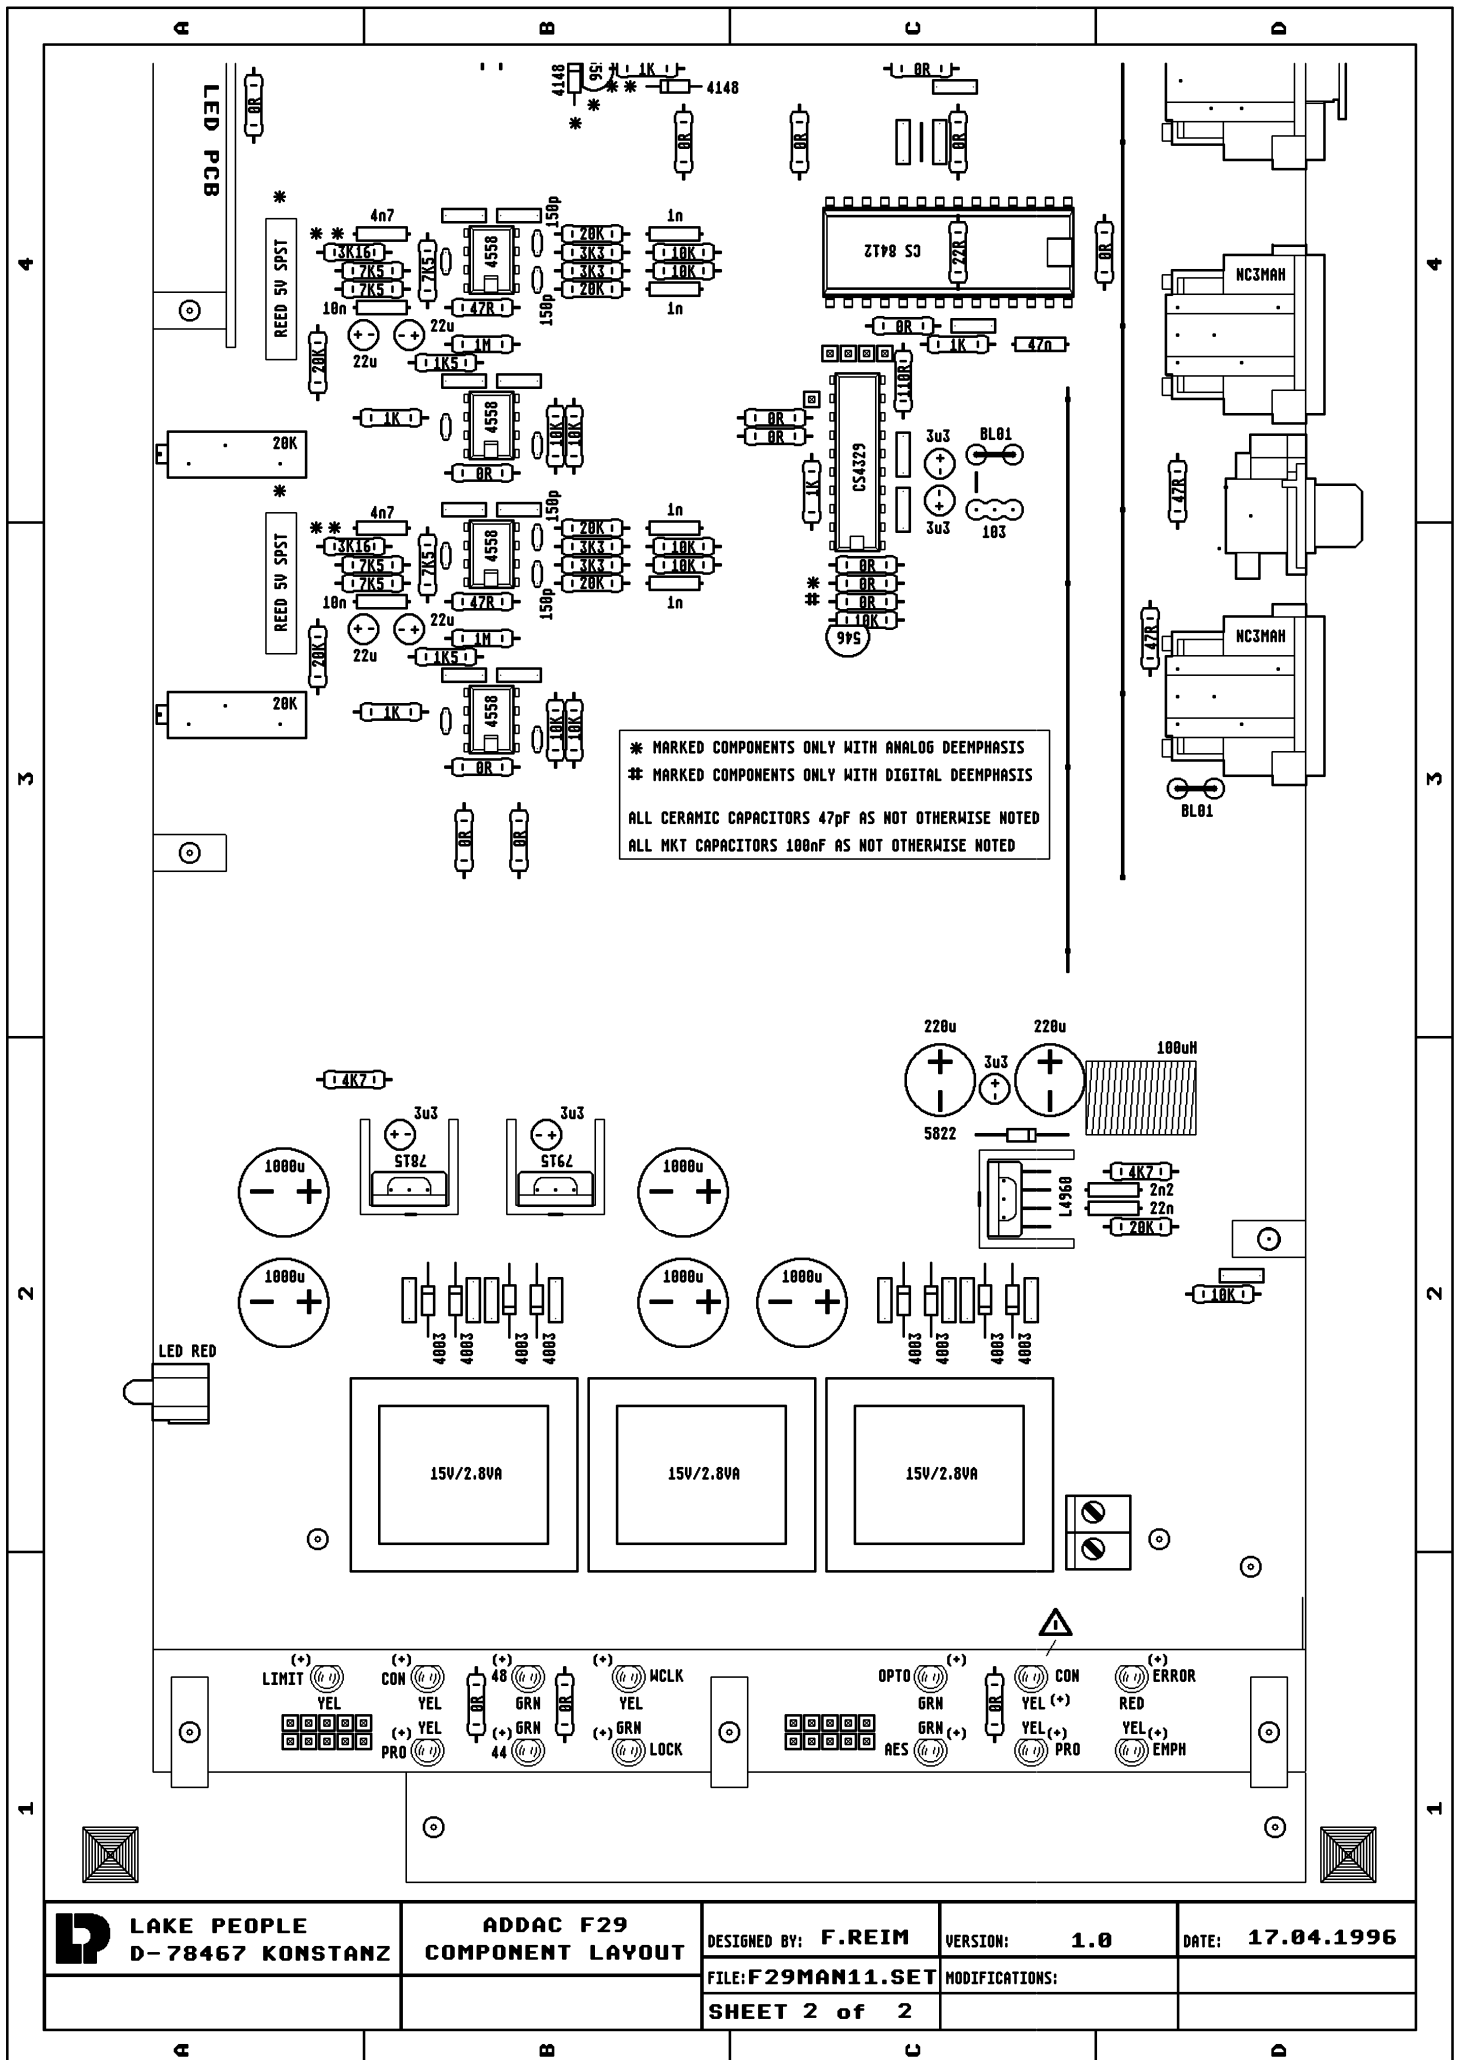 A B C D
4148
56
1K
4148
0R
LED PCB
0R
0R
0R
0R
4
4
*
* *
4n7
3K16
7K5
7K5
10n
7K5
REED 5V SPST
4558
150p
150p
47R
20K
3K3
3K3
20K
1n
10K
10K
1n
CS 8412
22R
0R
NC3MAH
22u
22u
20K
1M
1K5
0R
1K
47n
110R
1K
4558
10K
10K
0R
0R
0R
1K
CS4329
3u3
3u3
BL01
103
47R
20K
*
* *
4n7
3K16
7K5
7K5
10n
7K5
REED 5V SPST
4558
150p
150p
47R
20K
3K3
3K3
20K
1n
10K
10K
1n
*
#
0R
0R
0R
10K
546
47R
NC3MAH
22u
22u
20K
1M
1K5
20K
1K
4558
10K
10K
0R
3
3
* MARKED COMPONENTS ONLY WITH ANALOG DEEMPHASIS
# MARKED COMPONENTS ONLY WITH DIGITAL DEEMPHASIS
ALL CERAMIC CAPACITORS 47pF AS NOT OTHERWISE NOTED
ALL MKT CAPACITORS 100nF AS NOT OTHERWISE NOTED
BL01
0R
0R
220u
220u
3u3
100uH
4K7
5822
3u3
3u3
7815
7915
1000u
1000u
L4960
4K7
2n2
22n
20K
1000u
1000u
1000u
10K
2
2
4003
4003
4003
4003
4003
4003
4003
4003
LED RED
15V/2.8VA
15V/2.8VA
15V/2.8VA
(+) (+) (+) (+) (+) (+)
LIMIT CON 48 WCLK OPTO CON ERROR
YEL YEL GRN YEL GRN YEL (+) RED
0R 0R 0R
YEL (+) GRN (+) GRN (+) GRN (+) YEL (+) YEL (+)
PRO 44 LOCK AES PRO EMPH
1
1
LAKE PEOPLE
D-78467 KONSTANZ
ADDAC F29
COMPONENT LAYOUT
DESIGNED BY: F.REIM
VERSION: 1.0
DATE: 17.04.1996
FILE: F29MAN11.SET
MODIFICATIONS:
SHEET 2 of 2
A B C D